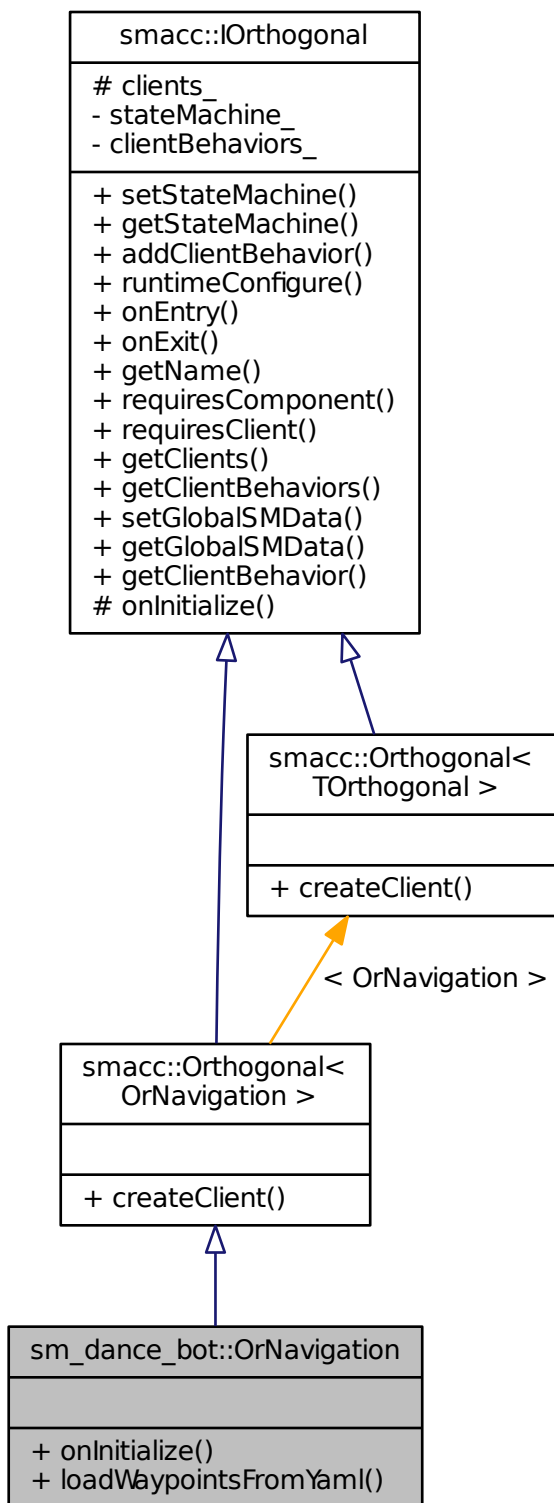 smacc::IOrthogonal
# clients_
- stateMachine_
- clientBehaviors_
+ setStateMachine()
+ getStateMachine()
+ addClientBehavior()
+ runtimeConfigure()
+ onEntry()
+ onExit()
+ getName()
+ requiresComponent()
+ requiresClient()
+ getClients()
+ getClientBehaviors()
+ setGlobalSMData()
+ getGlobalSMData()
+ getClientBehavior()
# onInitialize()
smacc::Orthogonal<
TOrthogonal >
+ createClient()
< OrNavigation >
smacc::Orthogonal<
OrNavigation >
+ createClient()
sm_dance_bot::OrNavigation
+ onInitialize()
+ loadWaypointsFromYaml()